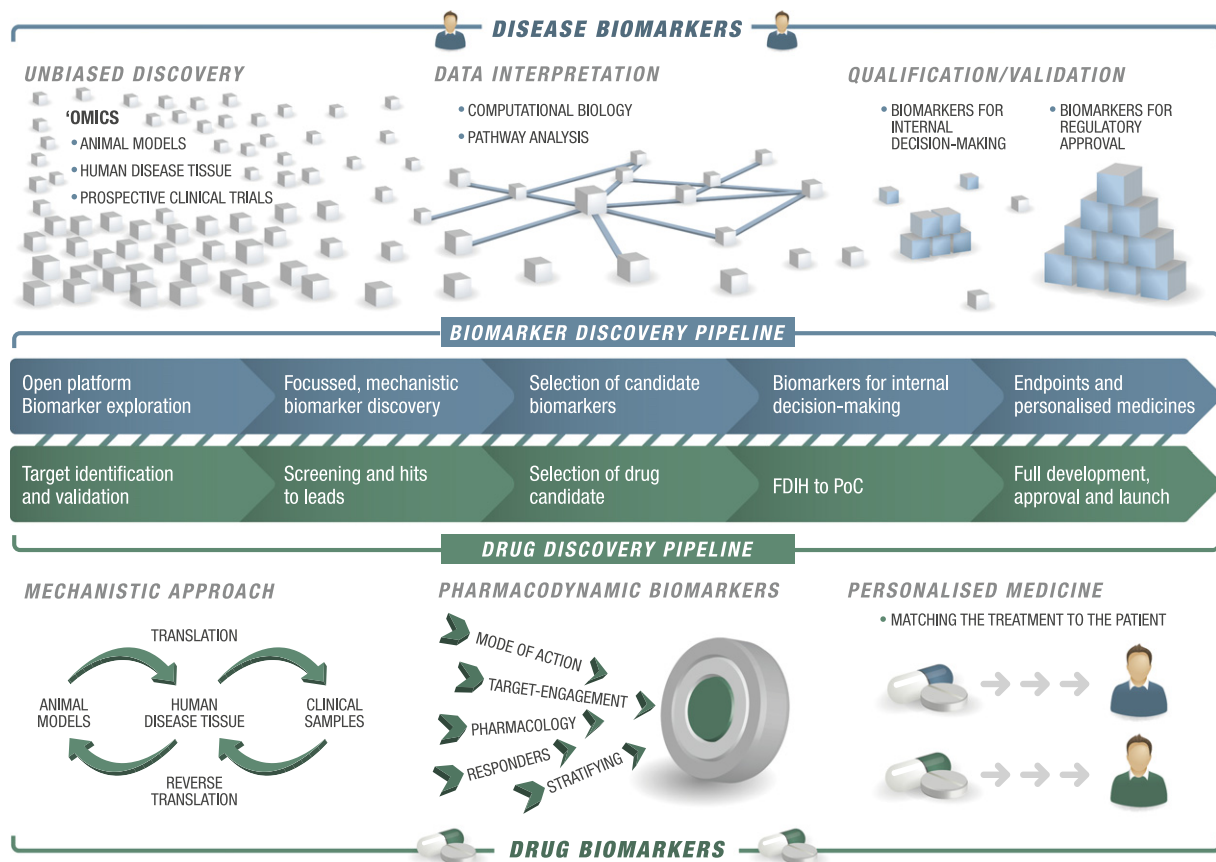 DISEASE BIOMARKERS
UNBIASED DISCOVERY
'OMICS
• ANIMAL MODELS
• HUMAN DISEASE TISSUE
• PROSPECTIVE CLINICAL TRIALS
DATA INTERPRETATION
• COMPUTATIONAL BIOLOGY
• PATHWAY ANALYSIS
QUALIFICATION/VALIDATION
• BIOMARKERS FOR
INTERNAL
DECISION-MAKING
• BIOMARKERS FOR
REGULATORY
APPROVAL
BIOMARKER DISCOVERY PIPELINE
Open platform
Biomarker exploration
Focussed, mechanistic
biomarker discovery
Selection of candidate
biomarkers
Biomarkers for internal
decision-making
Endpoints and
personalised medicines
Target identification
and validation
Screening and hits
to leads
Selection of drug
candidate
FDIH to PoC
Full development,
approval and launch
DRUG DISCOVERY PIPELINE
MECHANISTIC APPROACH
TRANSLATION
ANIMAL
MODELS
HUMAN
DISEASE TISSUE
CLINICAL
SAMPLES
REVERSE
TRANSLATION
PHARMACODYNAMIC BIOMARKERS
MODE OF ACTION
TARGET-ENGAGEMENT
PHARMACOLOGY
RESPONDERS
STRATIFYING
PERSONALISED MEDICINE
• MATCHING THE TREATMENT TO THE PATIENT
DRUG BIOMARKERS